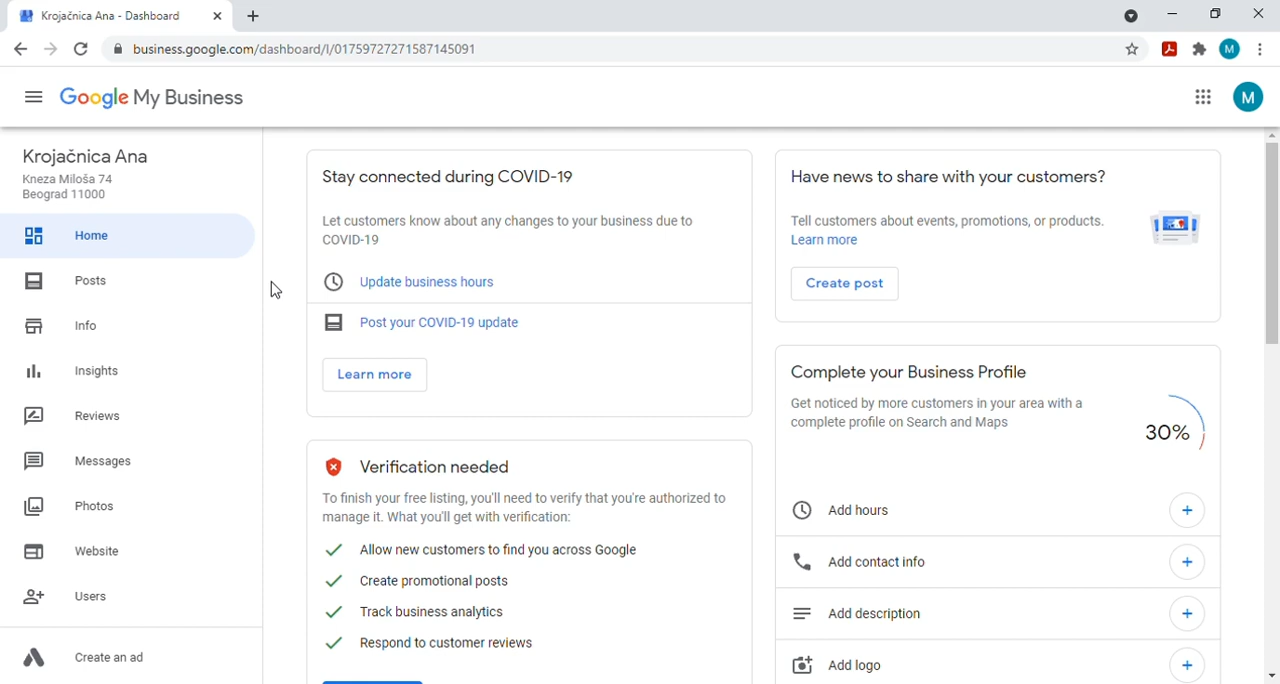 Krojačnica Ana - Dashboard
business.google.com/dashboard/l/01759727271587145091
M
Google My Business
M
Krojačnica Ana
Kneza Miloša 74
Beograd 11000
Home
Posts
Info
Insights
Reviews
Messages
Photos
Website
Users
Create an ad
Stay connected during COVID-19
Let customers know about any changes to your business due to
COVID-19
Update business hours
Post your COVID-19 update
Learn more
Verification needed
To finish your free listing, you'll need to verify that you're authorized to
manage it. What you'll get with verification:
Allow new customers to find you across Google
Create promotional posts
Track business analytics
Respond to customer reviews
Have news to share with your customers?
Tell customers about events, promotions, or products.
Learn more
Create post
Complete your Business Profile
Get noticed by more customers in your area with a
complete profile on Search and Maps
30%
Add hours
Add contact info
Add description
Add logo